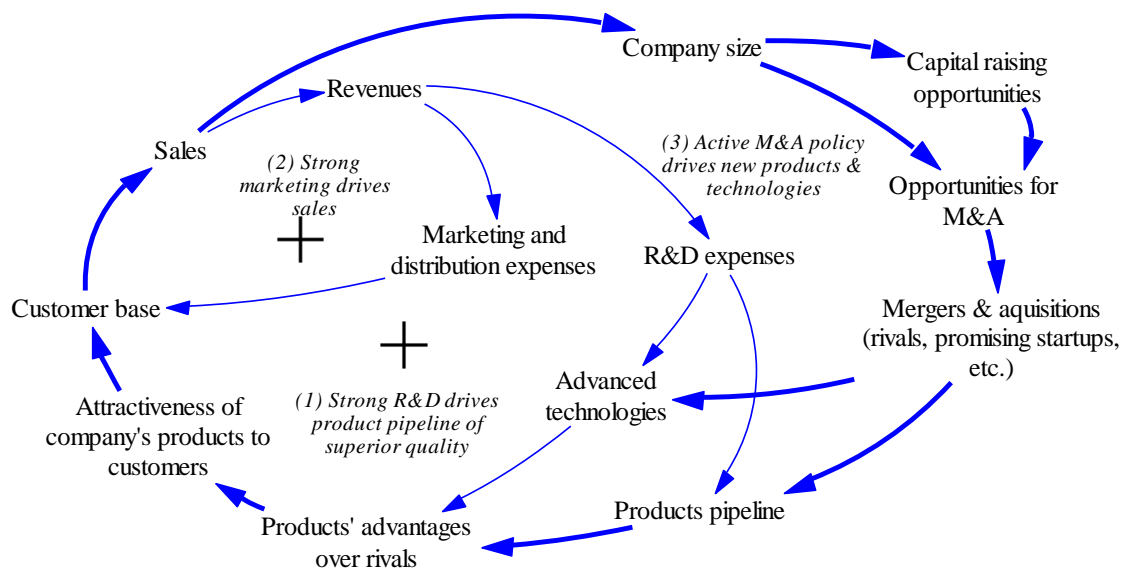 Company size
Capital raising
opportunities
Revenues
Sales
(2) Strong
marketing drives
sales
(3) Active M&A policy
drives new products &
technologies
Opportunities for
M&A
Marketing and
distribution expenses
R&D expenses
Customer base
Mergers & aquisitions
(rivals, promising startups,
etc.)
(1) Strong R&D drives
product pipeline of
superior quality
Advanced
technologies
Attractiveness of
company's products to
customers
Products pipeline
Products' advantages
over rivals